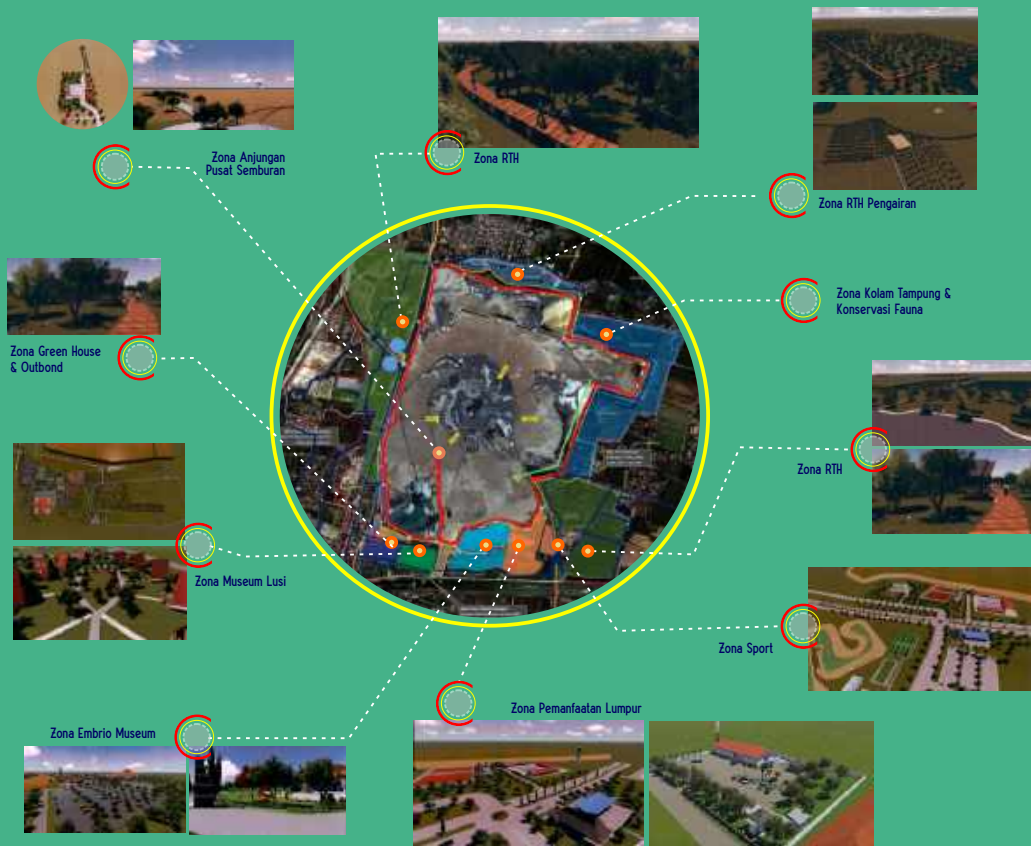 Zona Anjungan
Pusat Semburan
Zona RTH
Zona RTH Pengairan
Zona Kolam Tampung &
Konservasi Fauna
Zona Green House
& Outbond
Zona RTH
Zona Museum Lusi
Zona Sport
Zona Embrio Museum
Zona Pemanfaatan Lumpur